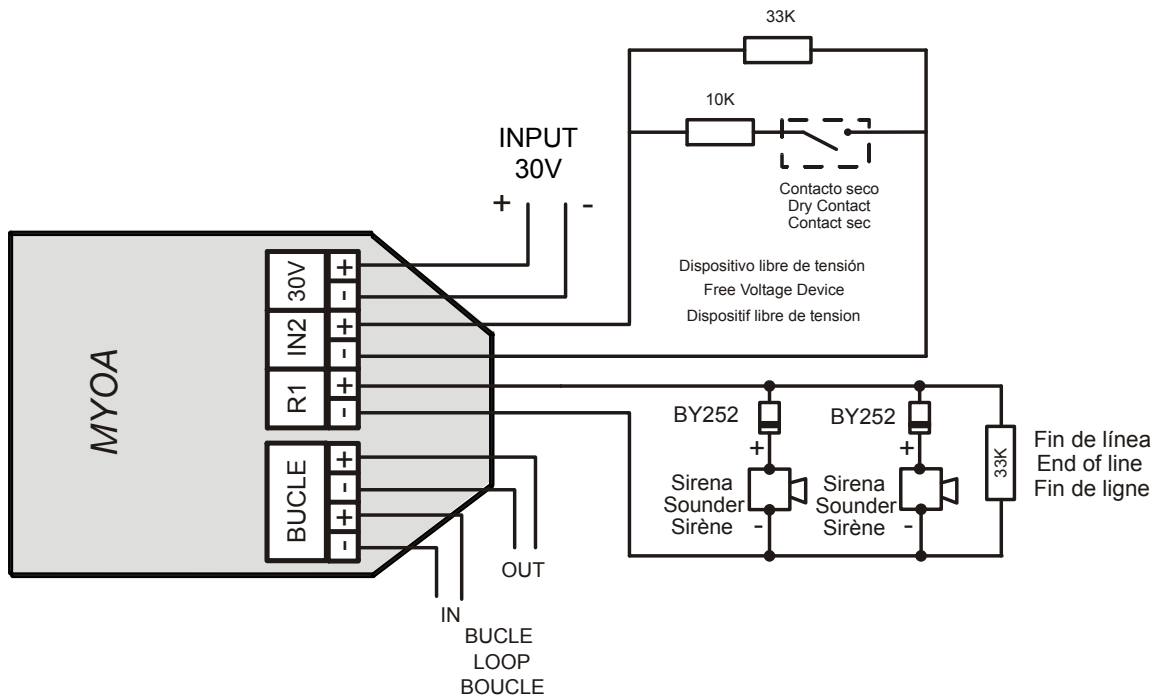 33K
10K
INPUT
30V
+ -
Contacto seco
Dry Contact
Contact sec
Dispositivo libre de tensión
Free Voltage Device
Dispositif libre de tension
MYOA
30V
+
-
IN2
+
-
R1
+
-
BUCLE
+
-
+
-
BY252
+
Sirena
Sounder
Sirène
-
BY252
+
Sirena
Sounder
Sirène
-
33K
Fin de línea
End of line
Fin de ligne
OUT
IN
BUCLE
LOOP
BOUCLE